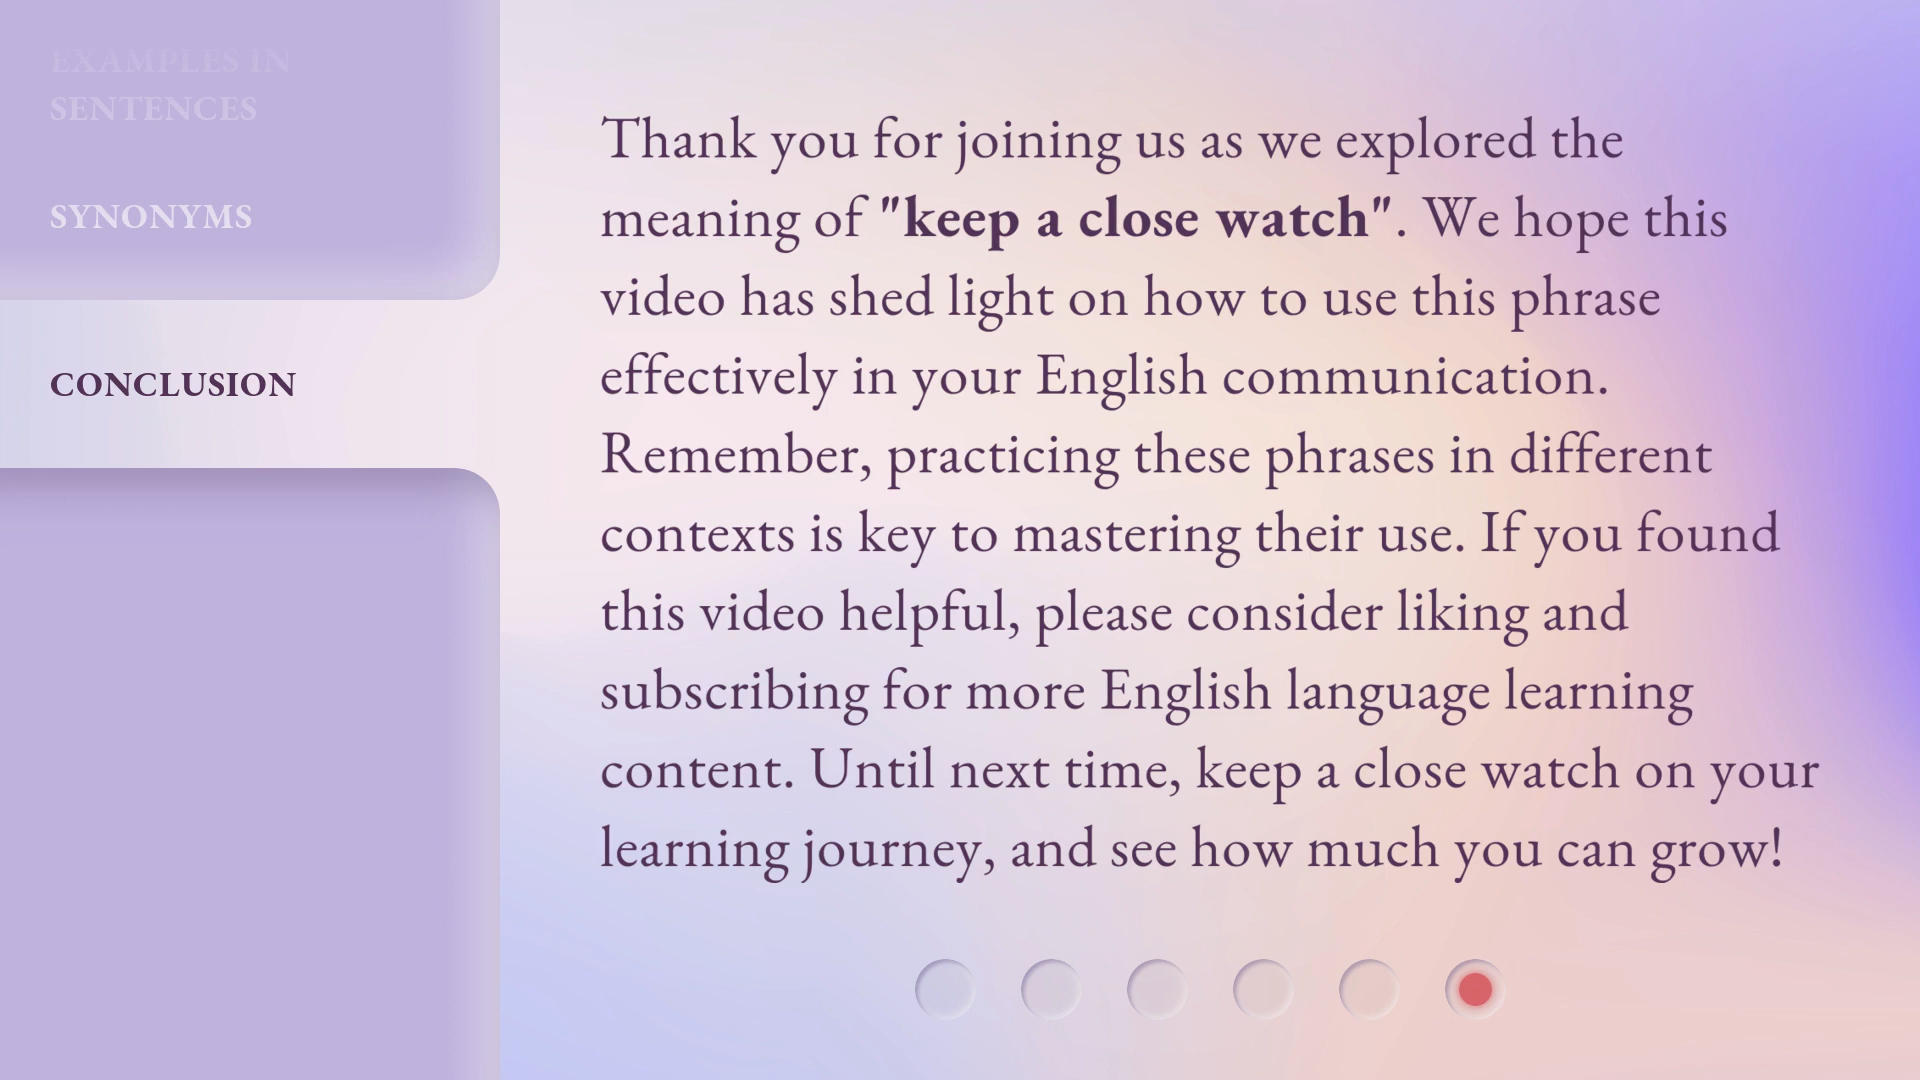 EXAMPLES IN
SENTENCES
SYNONYMS
CONCLUSION
Thank you for joining us as we explored the
meaning of "keep a close watch". We hope this
video has shed light on how to use this phrase
effectively in your English communication.
Remember, practicing these phrases in different
contexts is key to mastering their use. If you found
this video helpful, please consider liking and
subscribing for more English language learning
content. Until next time, keep a close watch on your
learning journey, and see how much you can grow!